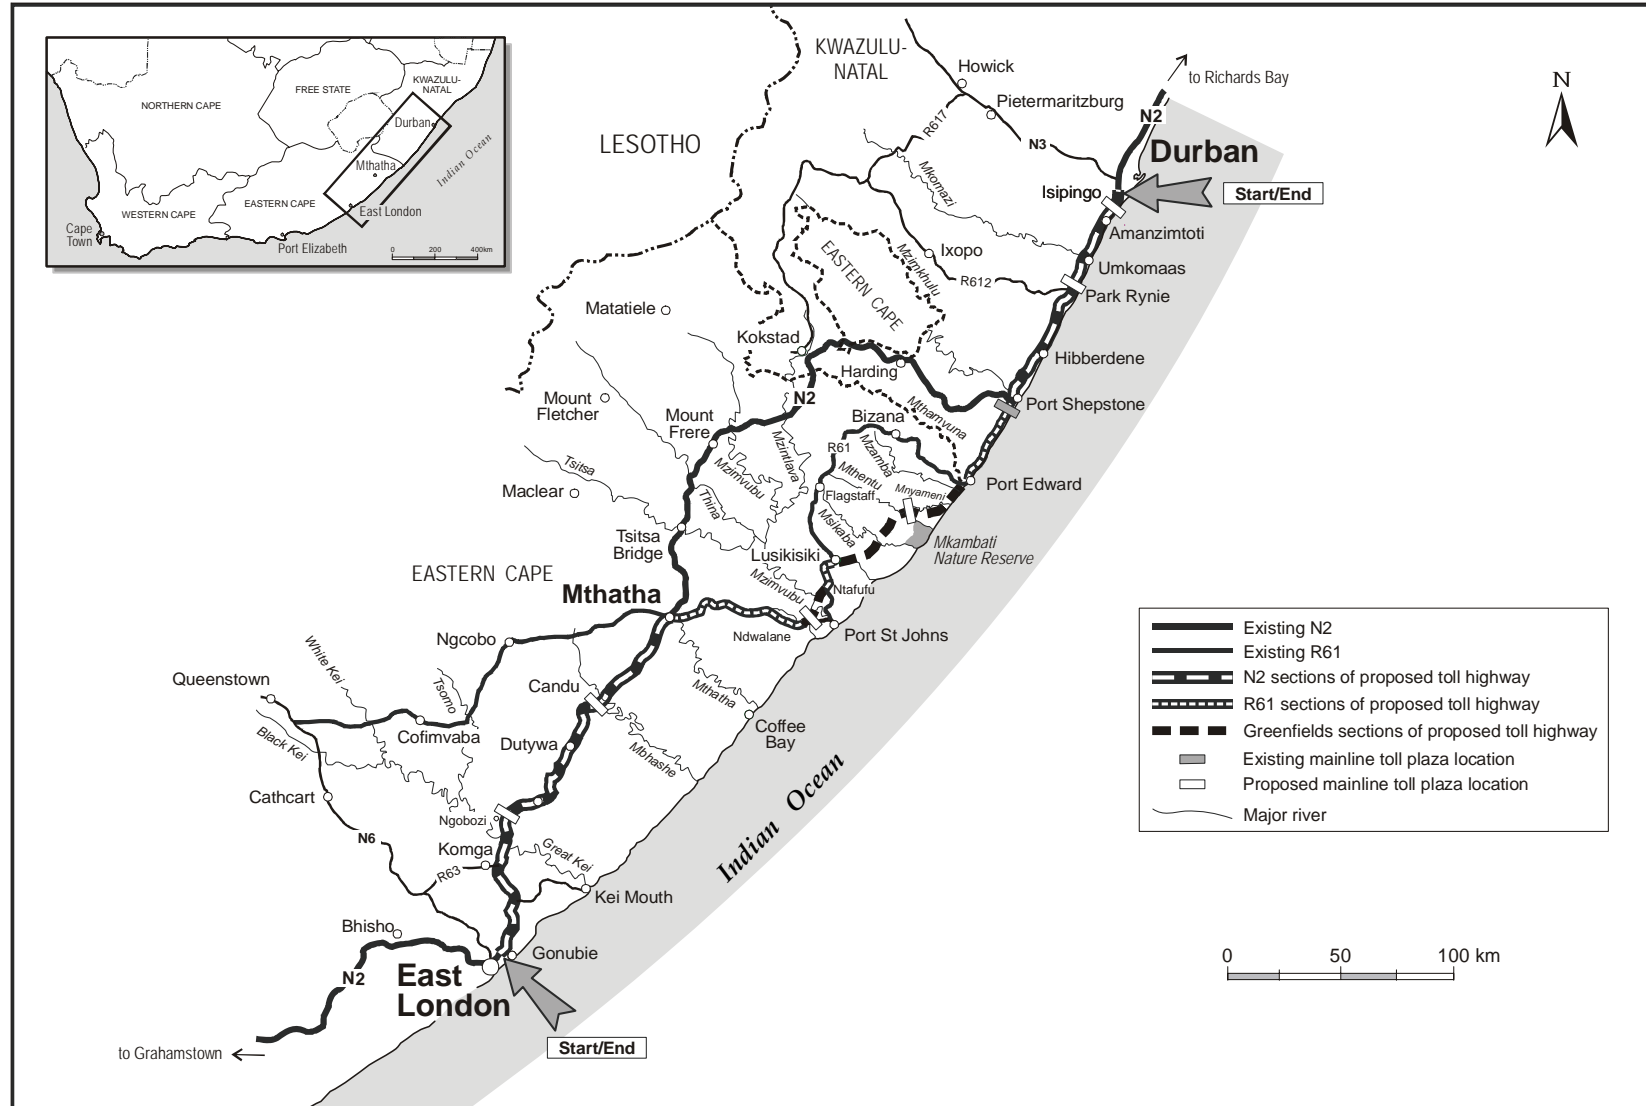 NORTHERN CAPE
FREE STATE
KWAZULU-
NATAL
Durban
Mthatha
Indian Ocean
WESTERN CAPE
EASTERN CAPE
East London
Cape
Town
Port Elizabeth
0 200 400km
KWAZULU-
NATAL
LESOTHO
Howick
Pietermaritzburg
to Richards Bay
N
R617
N3
N2
Durban
Mkomazi
Isipingo
Start/End
Amanzimtoti
EASTERN CAPE
Mzimkhulu
Ixopo
Umkomaas
R612
Park Rynie
Matatiele
Kokstad
Hibberdene
Harding
Mount
Fletcher
N2
Mthamvuna
Port Shepstone
Mount
Frere
Bizana
R61
Mzamba
Mzintlava
Tsitsa
Mzimvubu
Mthentu
Maclear
Thina
Flagstaff
Mnyameni
Port Edward
Msikaba
Tsitsa
Bridge
Mkambati
Nature Reserve
Lusikisiki
EASTERN CAPE
Mthatha
Mzimvubu
Ntafufu
Ngcobo
Ndwalane
Port St Johns
White Kei
Queenstown
Tsomo
Candu
Mthatha
Coffee
Bay
Black Kei
Cofimvaba
Dutywa
Mbhashe
Cathcart
Ngobozi
Indian Ocean
N6
Komga
Great Kei
R63
Kei Mouth
Bhisho
Gonubie
N2
East
London
to Grahamstown
Start/End
Existing N2
Existing R61
N2 sections of proposed toll highway
R61 sections of proposed toll highway
Greenfields sections of proposed toll highway
Existing mainline toll plaza location
Proposed mainline toll plaza location
Major river
0 50 100 km